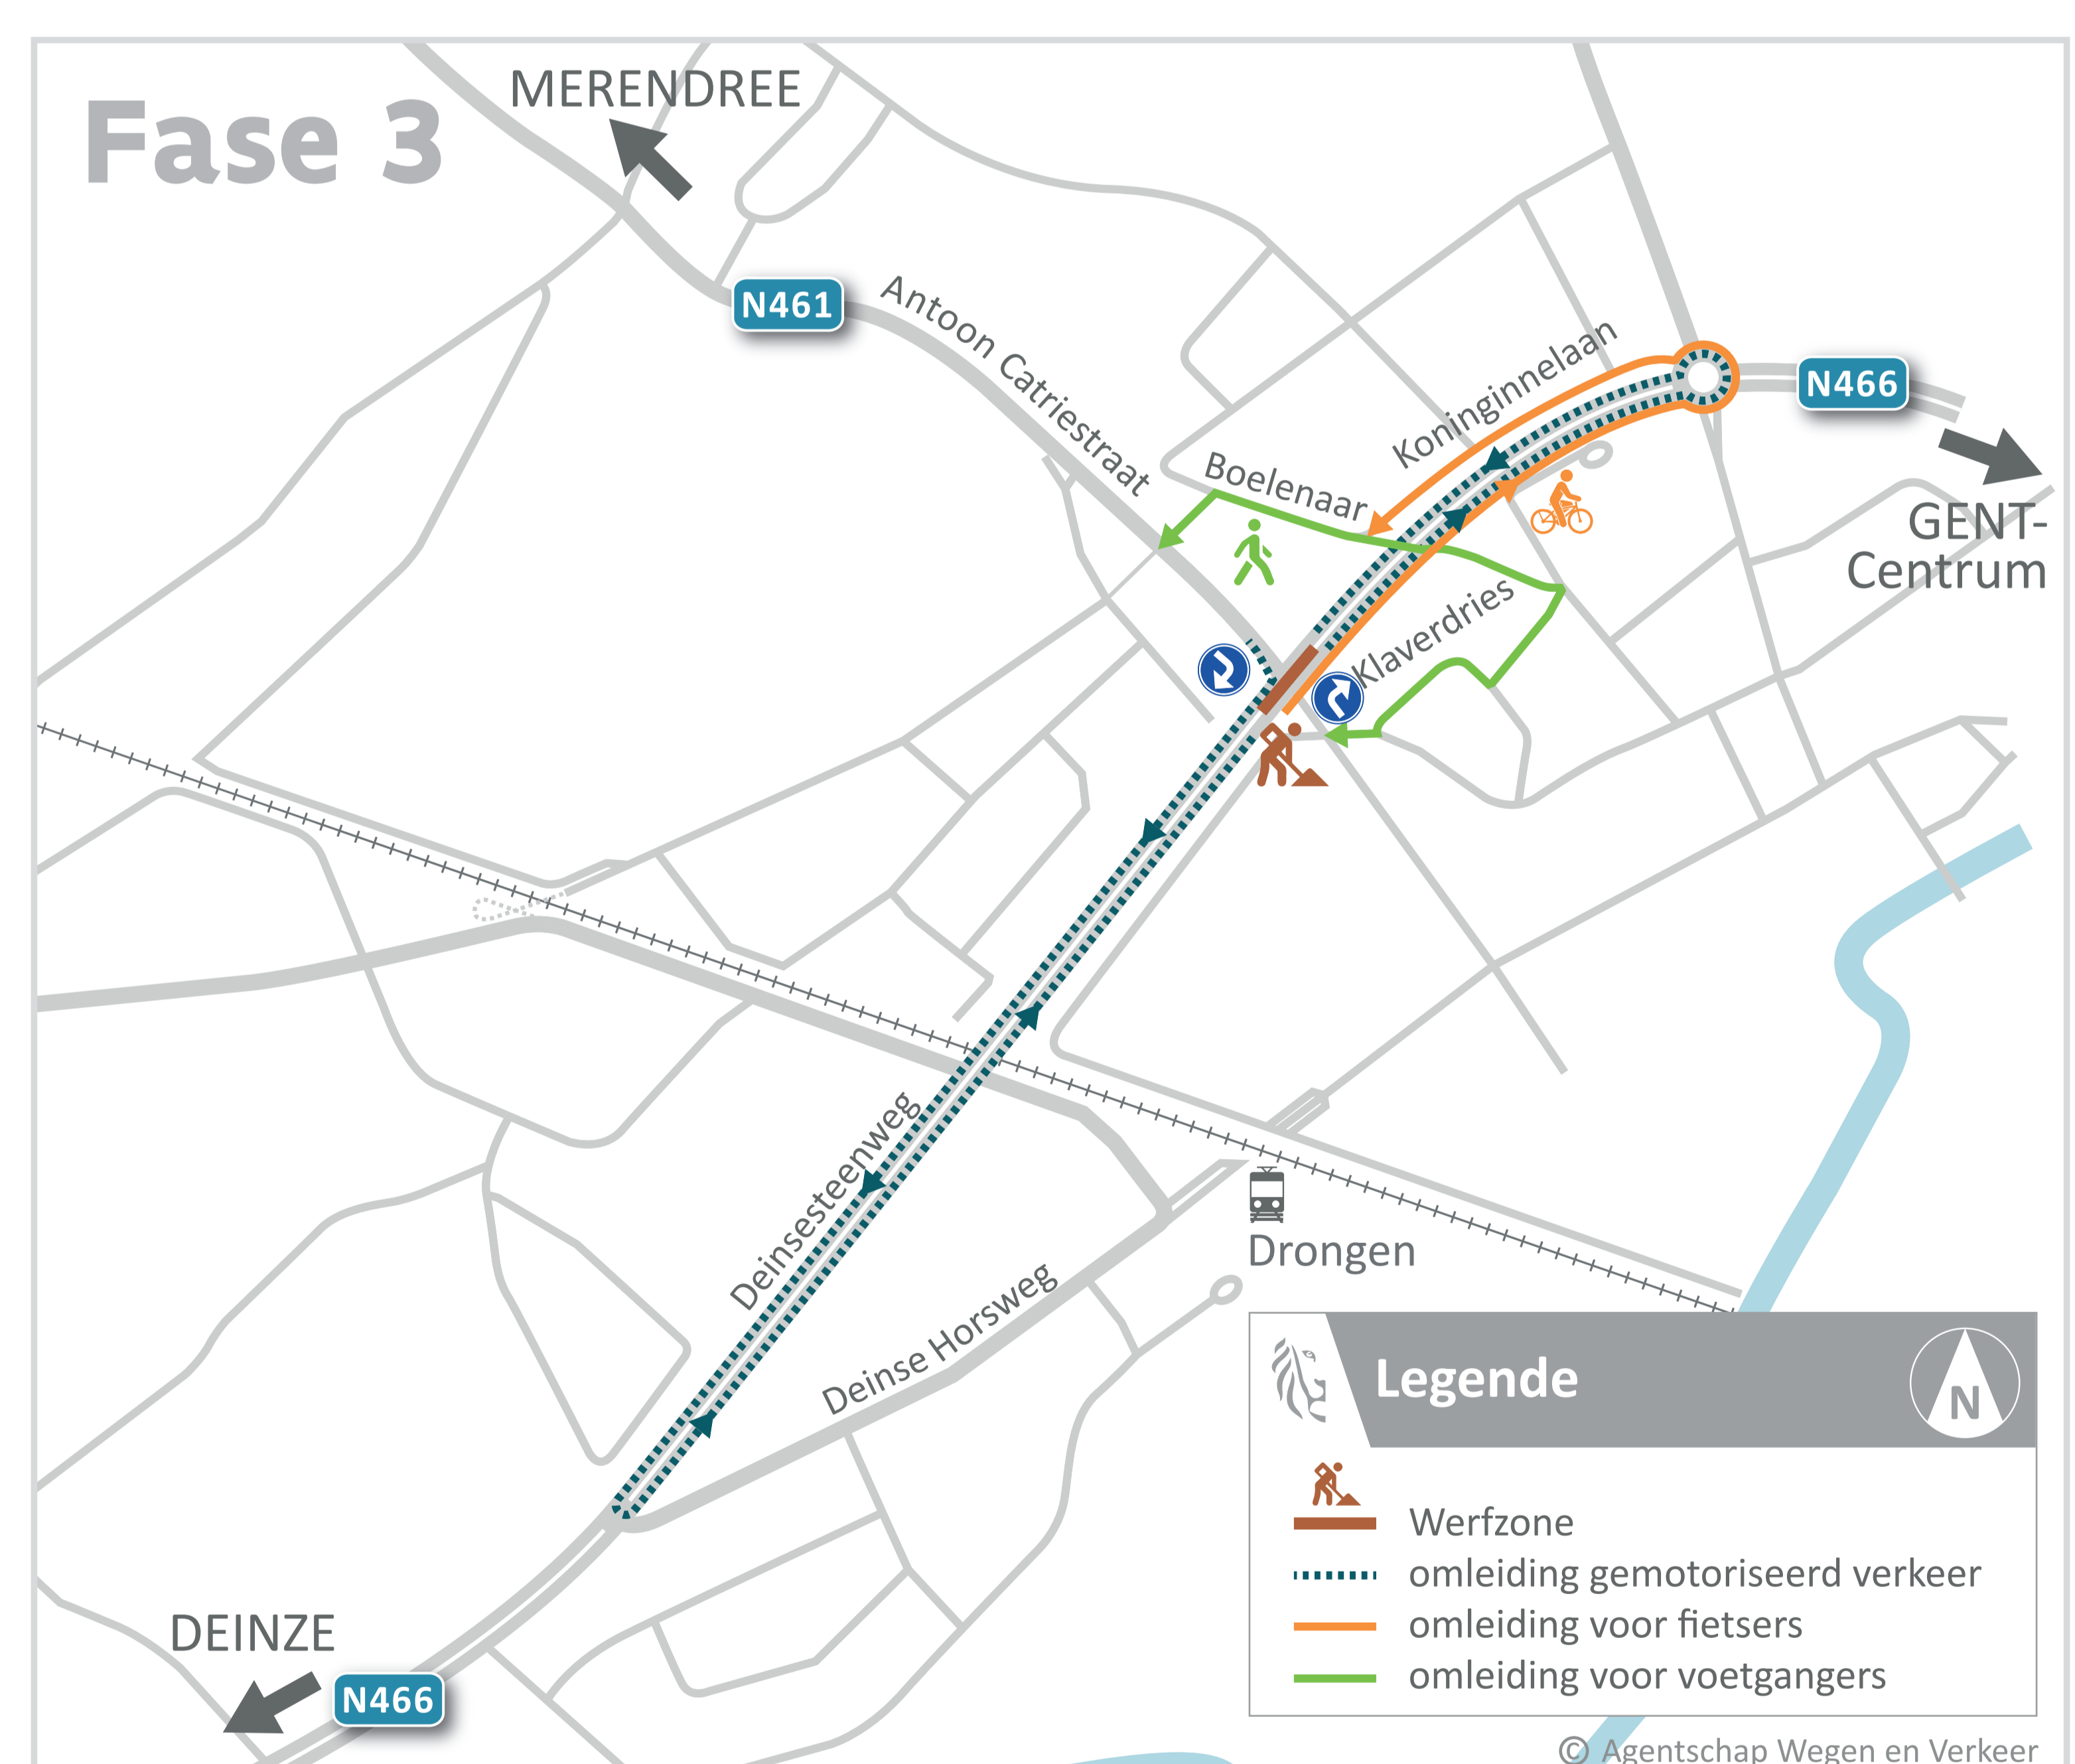 Fase 3
MERENDREE
N461
Antoon Catriestraat
Koninginnelaan
N466
Boelenaar
GENT-
Centrum
Klaverdries
Deinsesteenweg
Drongen
Deinse Horsweg
Legende
N
Werfzone
omleiding gemotoriseerd verkeer
omleiding voor fietsers
omleiding voor voetgangers
DEINZE
N466
© Agentschap Wegen en Verkeer